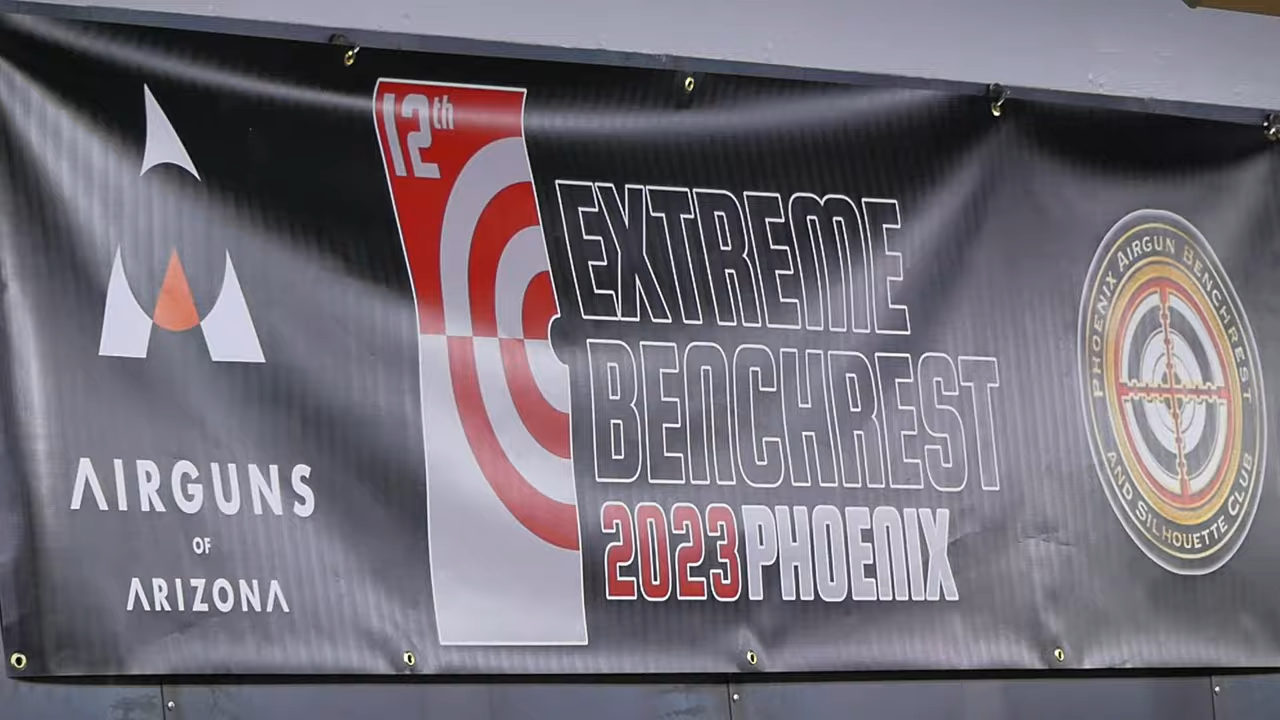 AIRGUNS
OF
ARIZONA
12th
EXTREME
BENCHREST
2023 PHOENIX
PHOENIX AIRGUN BENCHREST
AND SILHOUETTE CLUB